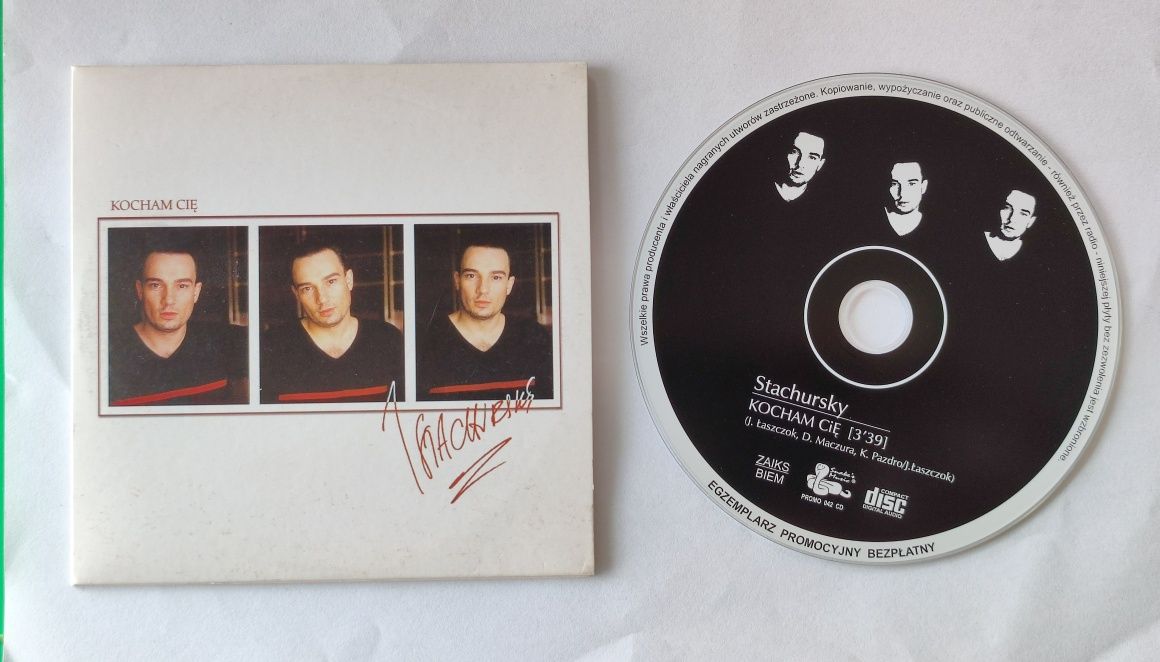 KOCHAM CIĘ
STACHURSKY
Wszelkie prawa producenta i właściciela nagranych utworów zastrzeżone. Kopiowanie, wypożyczanie oraz publiczne odtwarzanie - również przez radio - niniejszej płyty bez zezwolenia jest wzbronione.
Stachursky
KOCHAM CiĘ [3'39]
(J. Łaszczok, D. Maczura, K. Pazdro/J.Łaszczok)
ZAIKS
BIEM
Snake's
Music
PROMO 042 CD
COMPACT
disc
DIGITAL AUDIO
EGZEMPLARZ PROMOCYJNY BEZPŁATNY